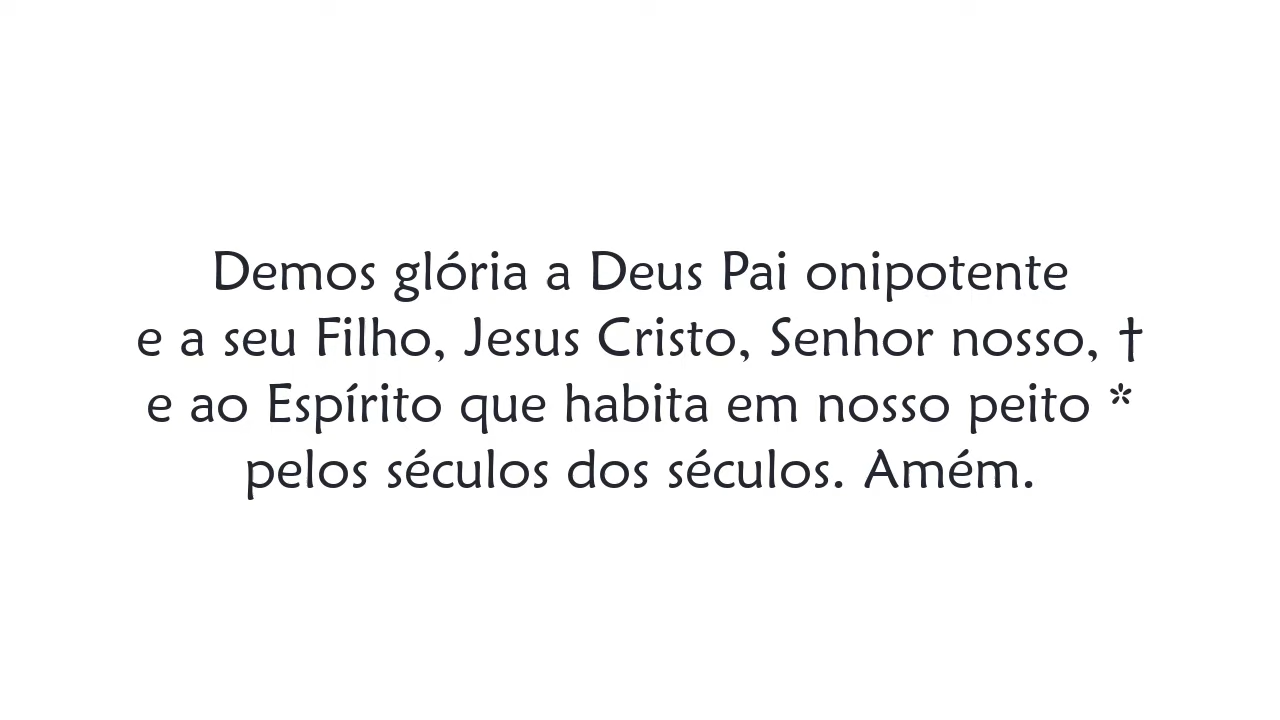 Demos glória a Deus Pai onipotente
e a seu Filho, Jesus Cristo, Senhor nosso, †
e ao Espírito que habita em nosso peito *
pelos séculos dos séculos. Amém.